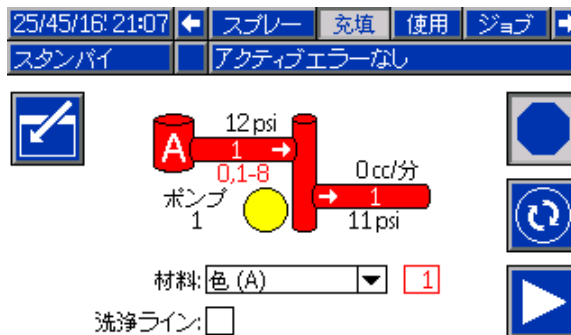 25/45/16 21:07 スプレー 充填 使用 ジョブ
スタンバイ アクティブエラーなし
12 psi
A 1
0,1-8
0 cc/分
ポンプ
1
1
11 psi
材料: 色 (A) 1
洗浄ライン: